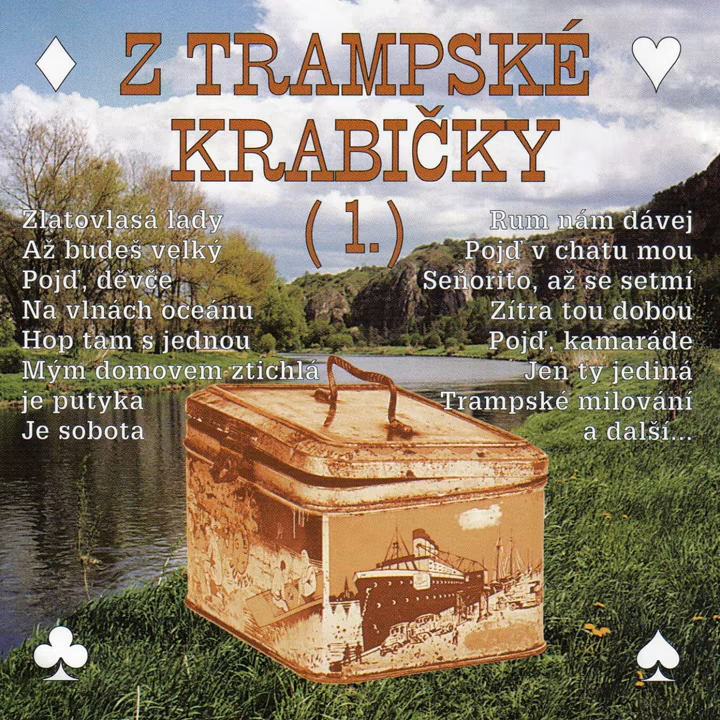 Z TRAMPSKÉ
KRABIČKY
( 1. )
Zlatovlasá lady
Až budeš velký
Pojď, děvče
Na vlnách oceánu
Hop tam s jednou
Mým domovem ztichlá
je putyka
Je sobota
Rum nám dávej
Pojď v chatu mou
Seňorito, až se setmí
Zítra tou dobou
Pojď, kamaráde
Jen ty jediná
Trampské milování
a další...